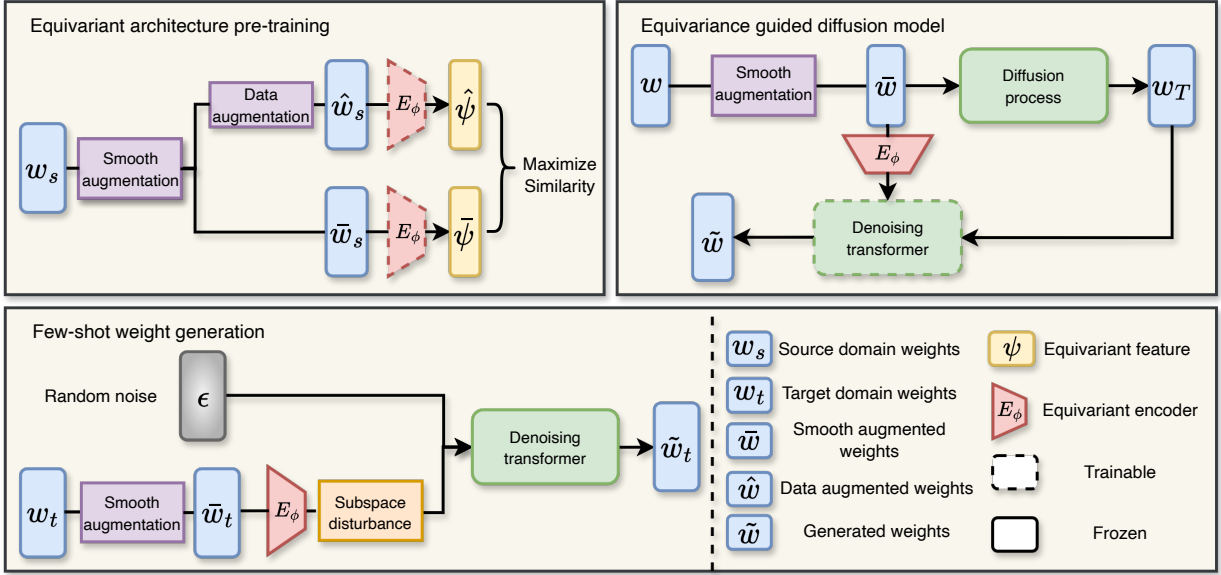 Equivariant architecture pre-training
w_s
Smooth
augmentation
Data
augmentation
ŵ_s
E_ϕ
ψ̂
w̄_s
E_ϕ
ψ̄
Maximize
Similarity
Equivariance guided diffusion model
w
Smooth
augmentation
w̄
Diffusion
process
w_T
E_ϕ
Denoising
transformer
w̃
Few-shot weight generation
Random noise
ϵ
w_t
Smooth
augmentation
w̄_t
E_ϕ
Subspace
disturbance
Denoising
transformer
w̃_t
w_s Source domain weights
w_t Target domain weights
w̄ Smooth augmented
weights
ŵ Data augmented weights
w̃ Generated weights
ψ Equivariant feature
E_ϕ Equivariant encoder
Trainable
Frozen